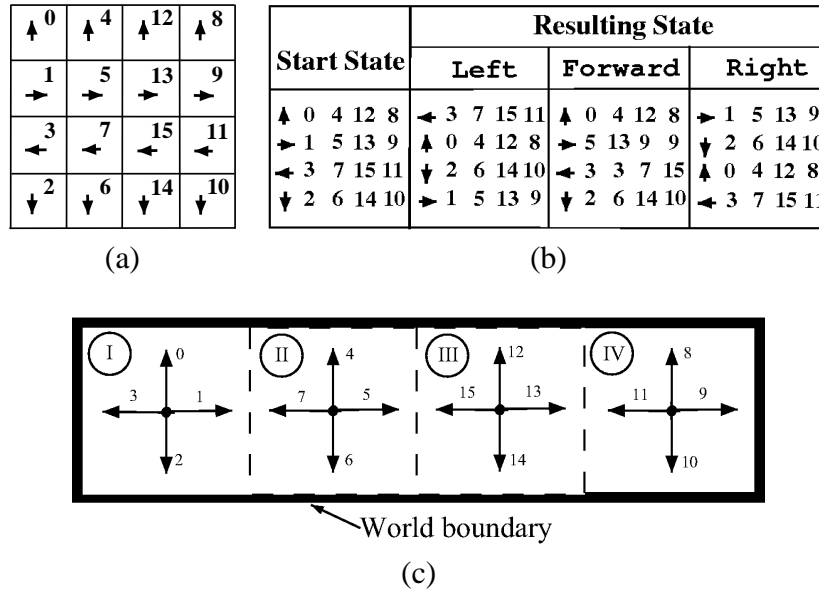 0 4 12 8
1 5 13 9
3 7 15 11
2 6 14 10
(a)
Resulting State
Start State Left Forward Right
0 4 12 8 3 7 15 11 0 4 12 8 1 5 13 9
1 5 13 9 0 4 12 8 5 13 9 9 2 6 14 10
3 7 15 11 2 6 14 10 3 3 7 15 0 4 12 8
2 6 14 10 1 5 13 9 2 6 14 10 3 7 15 11
(b)
I II III IV
0 4 12 8
3 1 7 5 15 13 11 9
2 6 14 10
World boundary
(c)